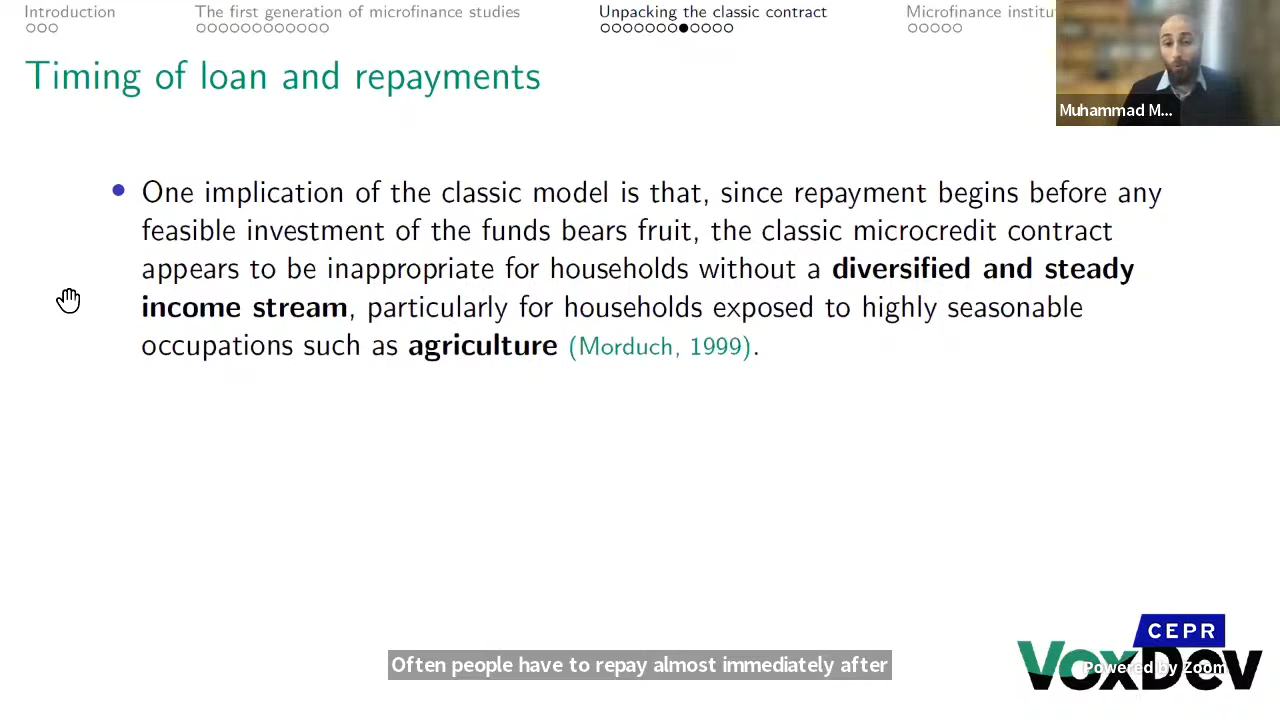 Introduction
The first generation of microfinance studies
Unpacking the classic contract
Microfinance institu
Timing of loan and repayments
Muhammad M...
• One implication of the classic model is that, since repayment begins before any
feasible investment of the funds bears fruit, the classic microcredit contract
appears to be inappropriate for households without a diversified and steady
income stream, particularly for households exposed to highly seasonable
occupations such as agriculture (Morduch, 1999).
Often people have to repay almost immediately after
CEPR
VoxDev
Powered by Zoom